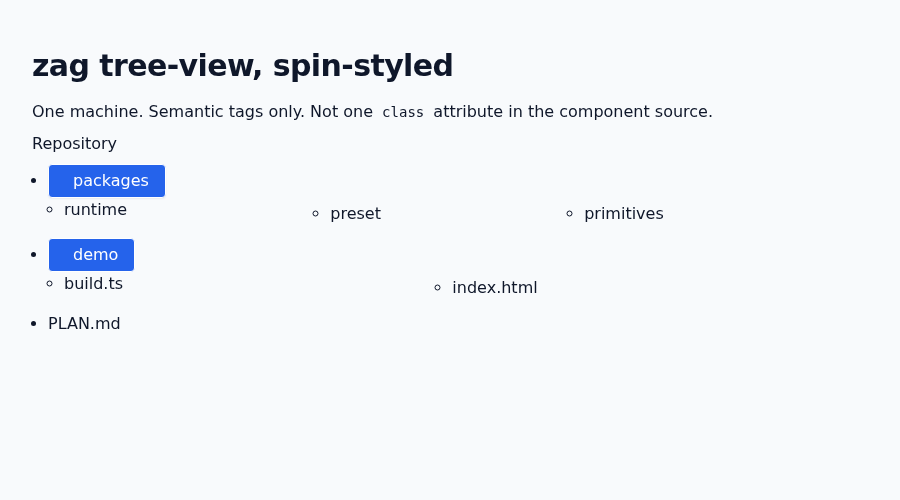 zag tree-view, spin-styled
One machine. Semantic tags only. Not one class attribute in the component source.
Repository
packages
runtime preset primitives
demo
build.ts index.html
PLAN.md